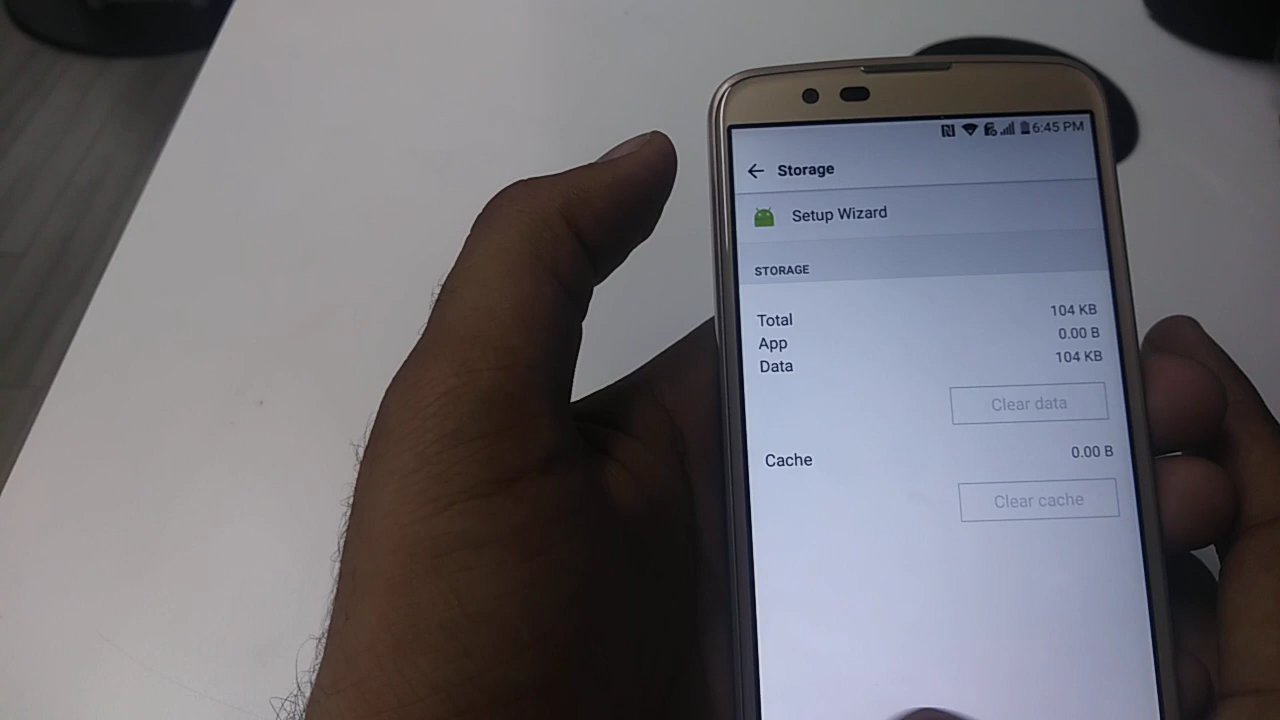 6:45 PM
Storage
Setup Wizard
STORAGE
Total 104 KB
App 0.00 B
Data 104 KB
Clear data
Cache 0.00 B
Clear cache